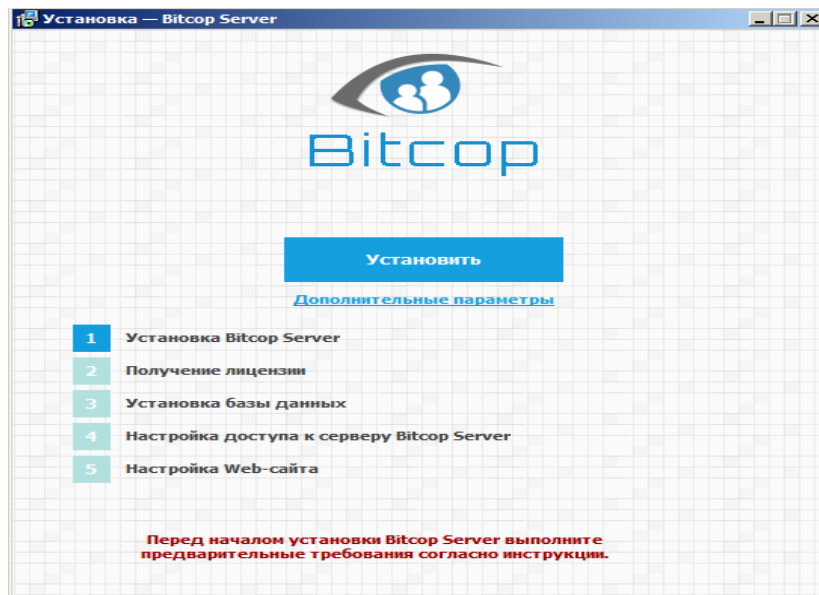 Установка — Bitcop Server
Bitcop
Установить
Дополнительные параметры
1 Установка Bitcop Server
2 Получение лицензии
3 Установка базы данных
4 Настройка доступа к серверу Bitcop Server
5 Настройка Web-сайта
Перед началом установки Bitcop Server выполните
предварительные требования согласно инструкции.